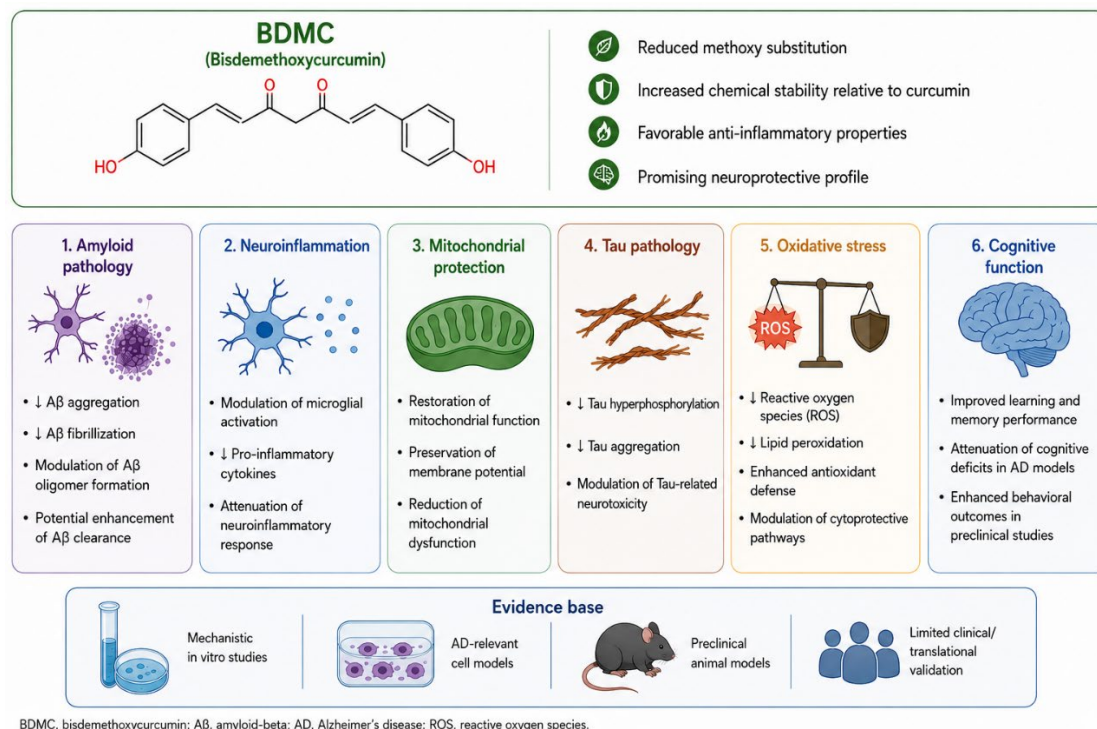 BDMC
(Bisdemethoxycurcumin)
O
O
HO
OH
Reduced methoxy substitution
Increased chemical stability relative to curcumin
Favorable anti-inflammatory properties
Promising neuroprotective profile
1. Amyloid
pathology
• ↓ Aβ aggregation
• ↓ Aβ fibrillization
• Modulation of Aβ
oligomer formation
• Potential enhancement
of Aβ clearance
2. Neuroinflammation
• Modulation of microglial
activation
• ↓ Pro-inflammatory
cytokines
• Attenuation of
neuroinflammatory
response
3. Mitochondrial
protection
• Restoration of
mitochondrial function
• Preservation of
membrane potential
• Reduction of
mitochondrial
dysfunction
4. Tau pathology
• ↓ Tau hyperphosphorylation
• ↓ Tau aggregation
• Modulation of Tau-related
neurotoxicity
5. Oxidative stress
ROS
• ↓ Reactive oxygen
species (ROS)
• ↓ Lipid peroxidation
• Enhanced antioxidant
defense
• Modulation of cytoprotective
pathways
6. Cognitive
function
• Improved learning and
memory performance
• Attenuation of cognitive
deficits in AD models
• Enhanced behavioral
outcomes in
preclinical studies
Evidence base
Mechanistic
in vitro studies
AD-relevant
cell models
Preclinical
animal models
Limited clinical/
translational
validation
BDMC, bisdemethoxycurcumin; Aβ, amyloid-beta; AD, Alzheimer's disease; ROS, reactive oxygen species.